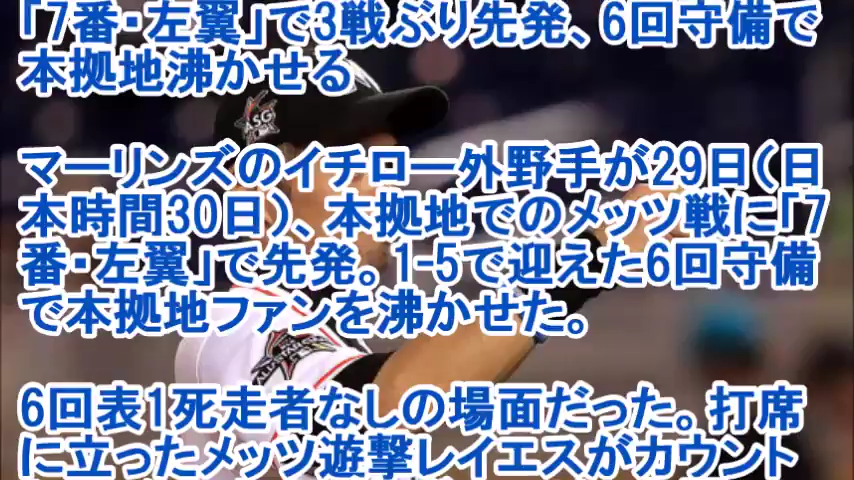 「7番・左翼」で3戦ぶり先発、6回守備で
本拠地沸かせる
マーリンズのイチロー外野手が29日(日
本時間30日)、本拠地でのメッツ戦に「7
番・左翼」で先発。1-5で迎えた6回守備
で本拠地ファンを沸かせた。
6回表1死走者なしの場面だった。打席
に立ったメッツ遊撃レイエスがカウント
ASG
ALL STAR